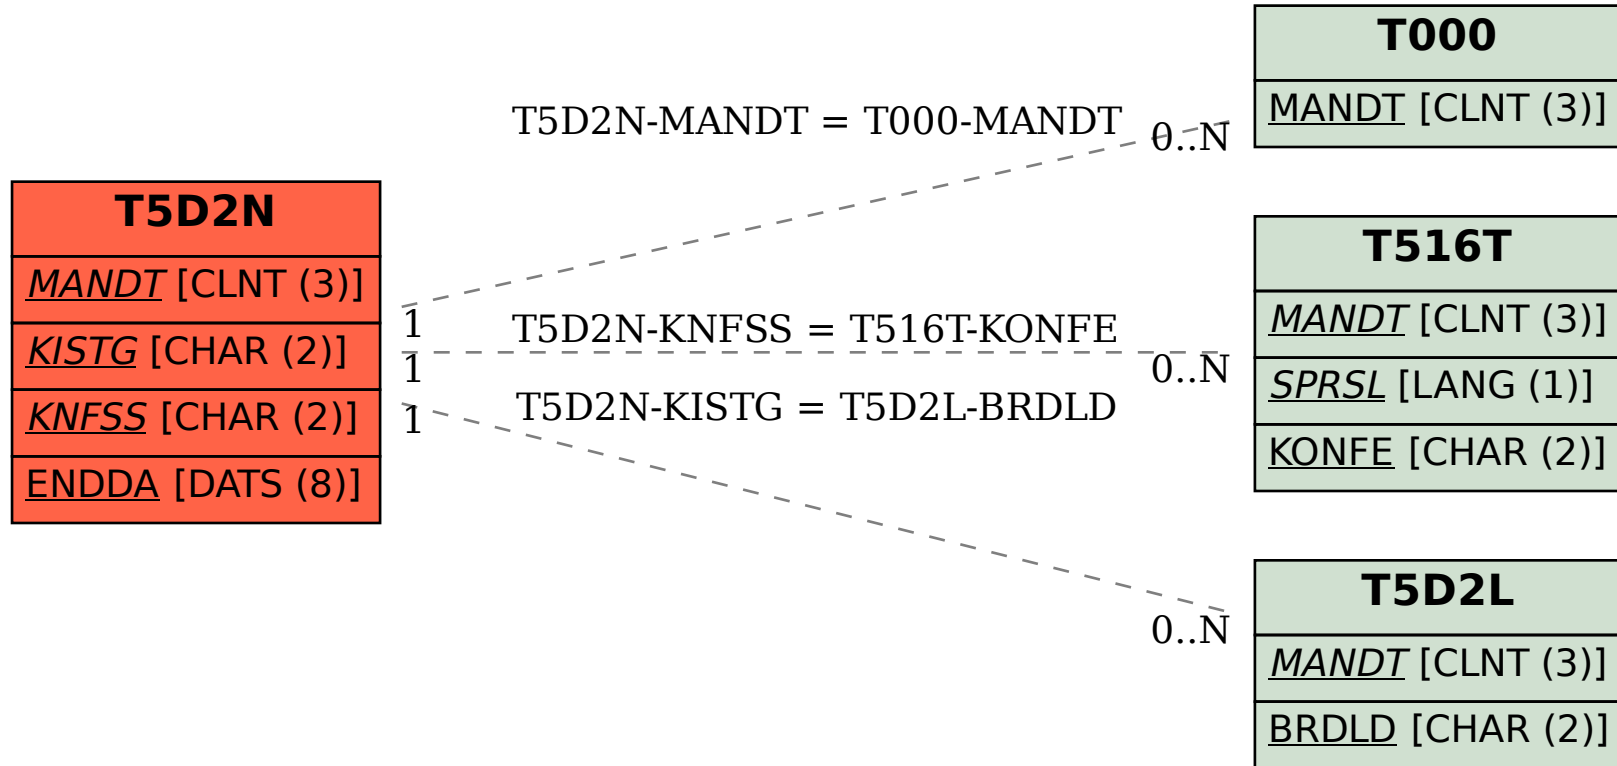 T5D2N
MANDT [CLNT (3)]
KISTG [CHAR (2)]
KNFSS [CHAR (2)]
ENDDA [DATS (8)]
T5D2N-MANDT = T000-MANDT
1
0..N
T5D2N-KNFSS = T516T-KONFE
1
0..N
T5D2N-KISTG = T5D2L-BRDLD
1
0..N
T000
MANDT [CLNT (3)]
T516T
MANDT [CLNT (3)]
SPRSL [LANG (1)]
KONFE [CHAR (2)]
T5D2L
MANDT [CLNT (3)]
BRDLD [CHAR (2)]